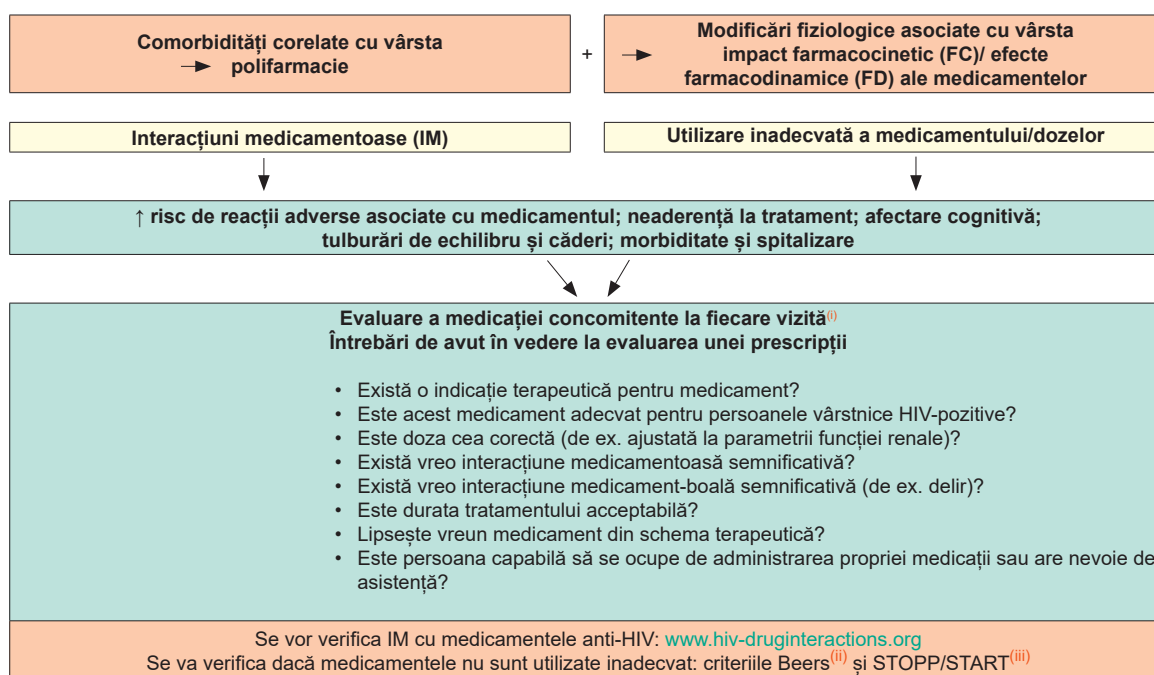 Comorbidități corelate cu vârsta
→ polifarmacie
+
Modificări fiziologice asociate cu vârsta
→ impact farmacocinetic (FC)/ efecte
farmacodinamice (FD) ale medicamentelor
Interacțiuni medicamentoase (IM)
Utilizare inadecvată a medicamentului/dozelor
↑ risc de reacții adverse asociate cu medicamentul; neaderență la tratament; afectare cognitivă;
tulburări de echilibru și căderi; morbiditate și spitalizare
Evaluare a medicației concomitente la fiecare vizită(i)
Întrebări de avut în vedere la evaluarea unei prescripții
• Există o indicație terapeutică pentru medicament?
• Este acest medicament adecvat pentru persoanele vârstnice HIV-pozitive?
• Este doza cea corectă (de ex. ajustată la parametrii funcției renale)?
• Există vreo interacțiune medicamentoasă semnificativă?
• Există vreo interacțiune medicament-boală semnificativă (de ex. delir)?
• Este durata tratamentului acceptabilă?
• Lipsește vreun medicament din schema terapeutică?
• Este persoana capabilă să se ocupe de administrarea propriei medicații sau are nevoie de
asistență?
Se vor verifica IM cu medicamentele anti-HIV: www.hiv-druginteractions.org
Se va verifica dacă medicamentele nu sunt utilizate inadecvat: criteriile Beers(ii) și STOPP/START(iii)